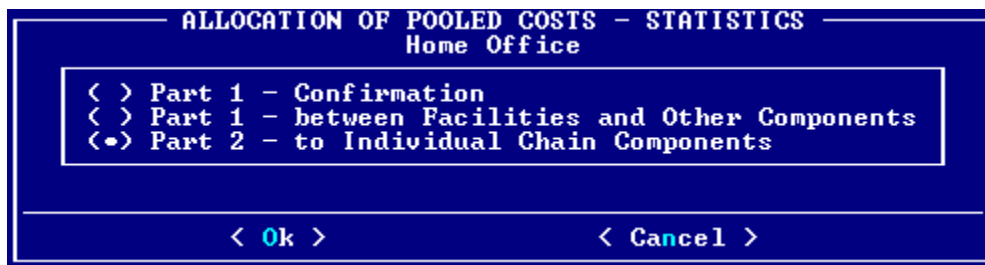 ALLOCATION OF POOLED COSTS - STATISTICS
Home Office
( ) Part 1 - Confirmation
( ) Part 1 - between Facilities and Other Components
(•) Part 2 - to Individual Chain Components
< Ok > < Cancel >